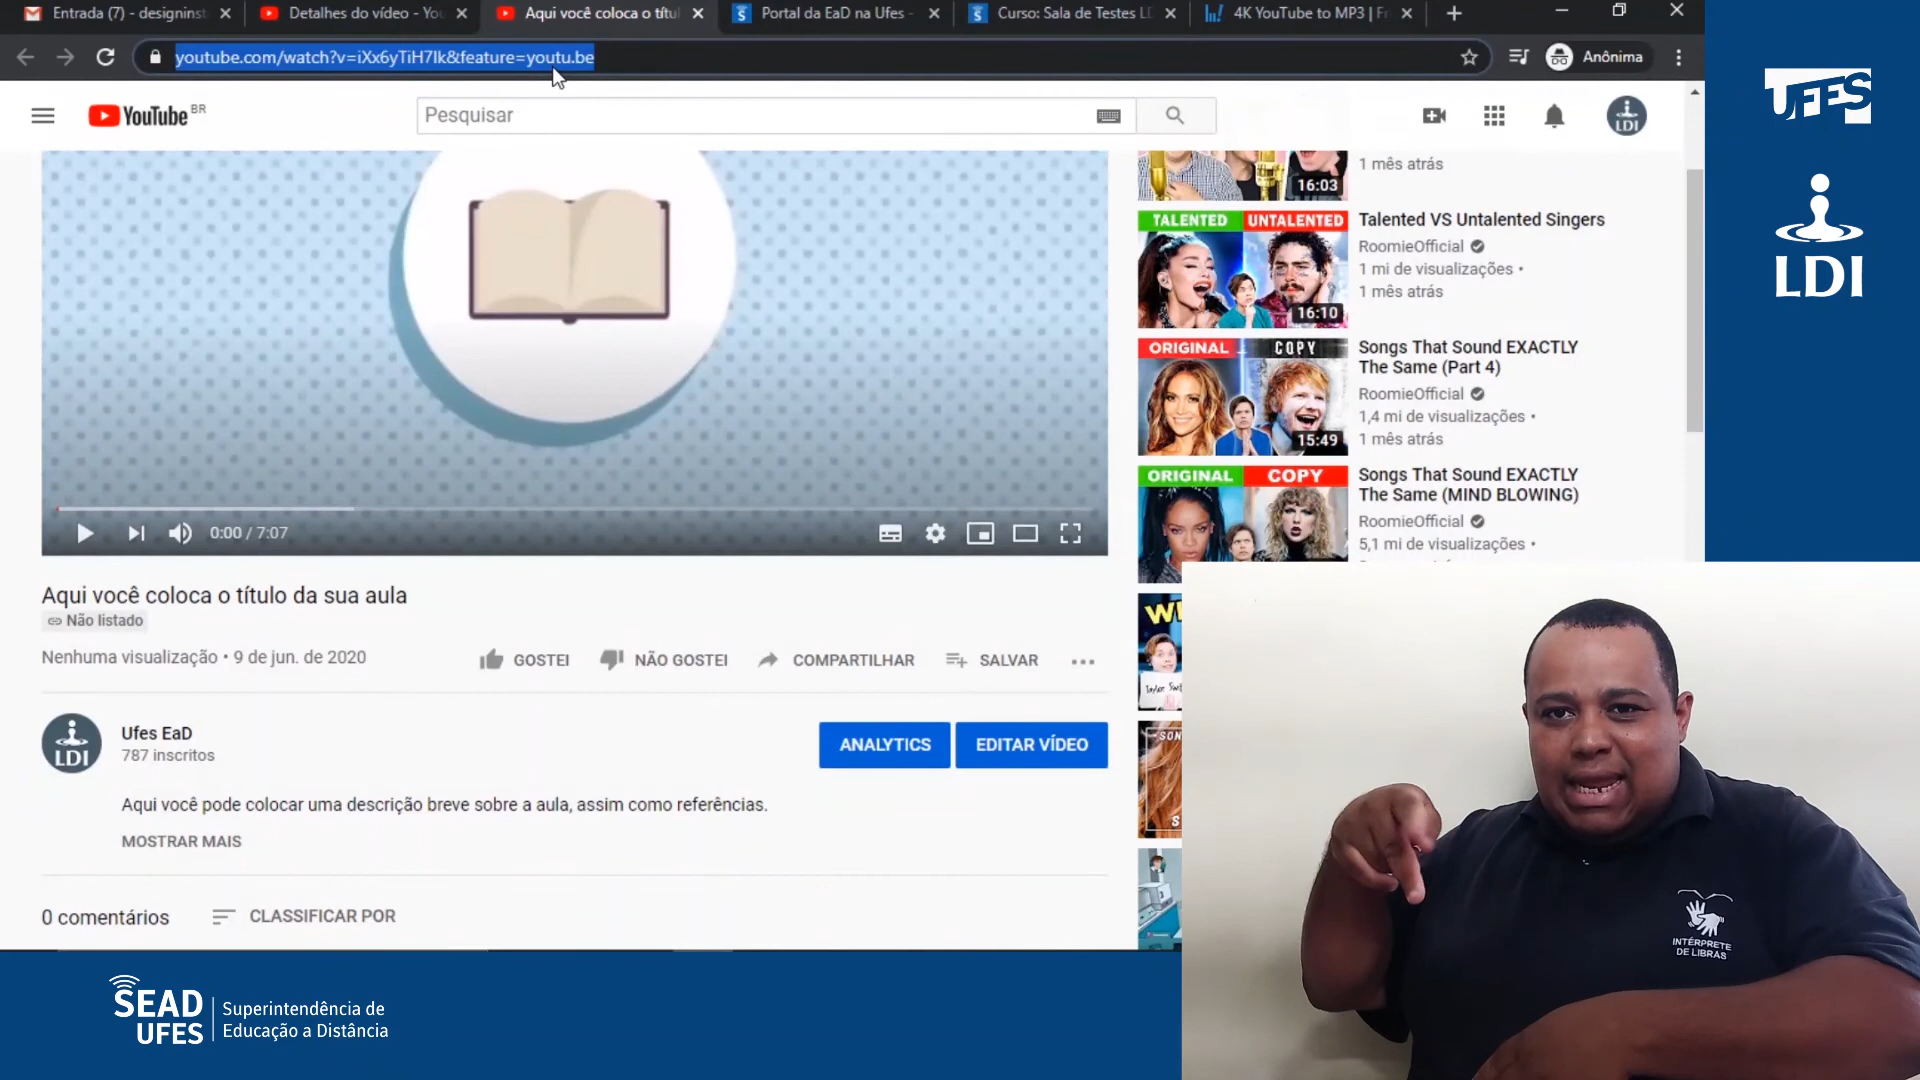 Entrada (7) - designinst
Detalhes do vídeo - You
Aqui você coloca o títul
Portal da EaD na Ufes -
Curso: Sala de Testes LD
4K YouTube to MP3 | Fr
youtube.com/watch?v=iXx6yTiH7Ik&feature=youtu.be
Anônima
YouTube BR
Pesquisar
LDI
UFES
LDI
16:03
1 mês atrás
TALENTED UNTALENTED
16:10
Talented VS Untalented Singers
RoomieOfficial
1 mi de visualizações •
1 mês atrás
ORIGINAL COPY
15:49
Songs That Sound EXACTLY
The Same (Part 4)
RoomieOfficial
1,4 mi de visualizações •
1 mês atrás
ORIGINAL COPY
Songs That Sound EXACTLY
The Same (MIND BLOWING)
RoomieOfficial
5,1 mi de visualizações •
0:00 / 7:07
Aqui você coloca o título da sua aula
Não listado
Nenhuma visualização • 9 de jun. de 2020
GOSTEI
NÃO GOSTEI
COMPARTILHAR
SALVAR
LDI
Ufes EaD
787 inscritos
ANALYTICS
EDITAR VÍDEO
Aqui você pode colocar uma descrição breve sobre a aula, assim como referências.
MOSTRAR MAIS
0 comentários
CLASSIFICAR POR
INTÉRPRETE
DE LIBRAS
SEAD
UFES
Superintendência de
Educação a Distância